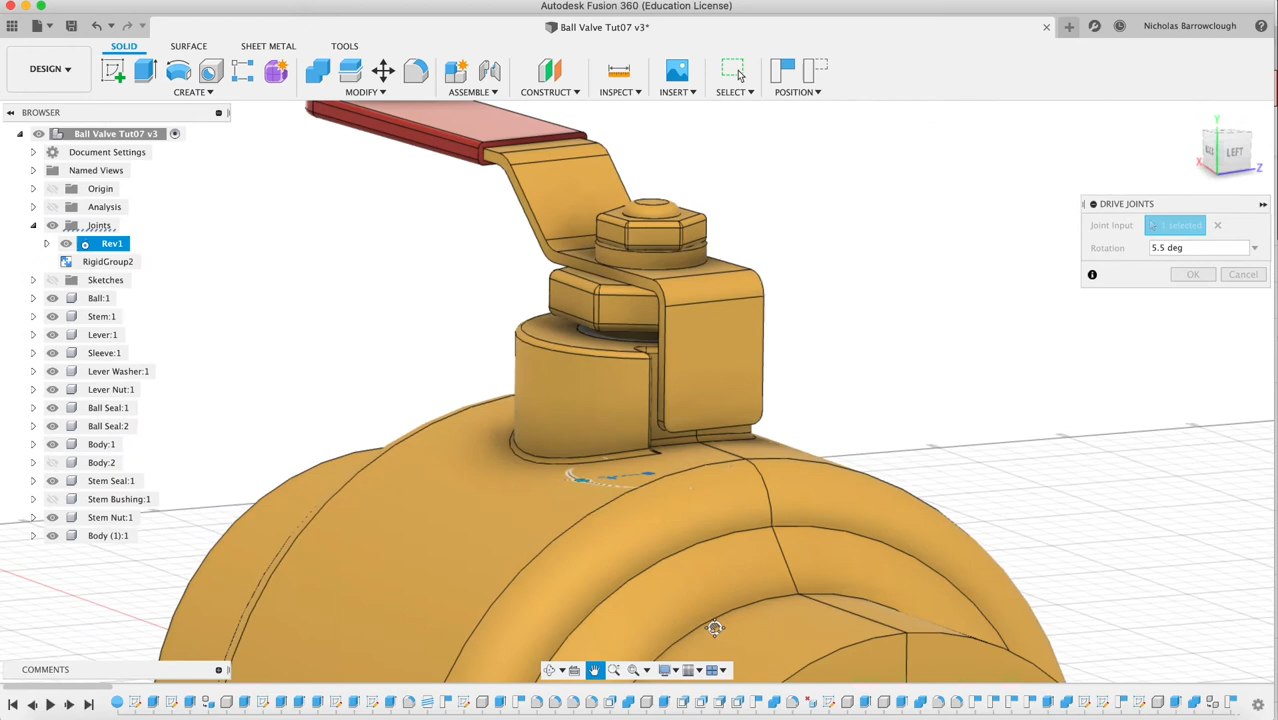 Autodesk Fusion 360 (Education License)
Ball Valve Tut07 v3*
Nicholas Barrowclough
SOLID SURFACE SHEET METAL TOOLS
DESIGN ▾
CREATE ▾ MODIFY ▾ ASSEMBLE ▾ CONSTRUCT ▾ INSPECT ▾ INSERT ▾ SELECT ▾ POSITION ▾
BROWSER
Ball Valve Tut07 v3
Document Settings
Named Views
Origin
Analysis
Joints
Rev1
RigidGroup2
Sketches
Ball:1
Stem:1
Lever:1
Sleeve:1
Lever Washer:1
Lever Nut:1
Ball Seal:1
Ball Seal:2
Body:1
Body:2
Stem Seal:1
Stem Bushing:1
Stem Nut:1
Body (1):1
Y
LEFT
X
Z
DRIVE JOINTS
Joint Input 1 selected
Rotation 5.5 deg
OK Cancel
COMMENTS